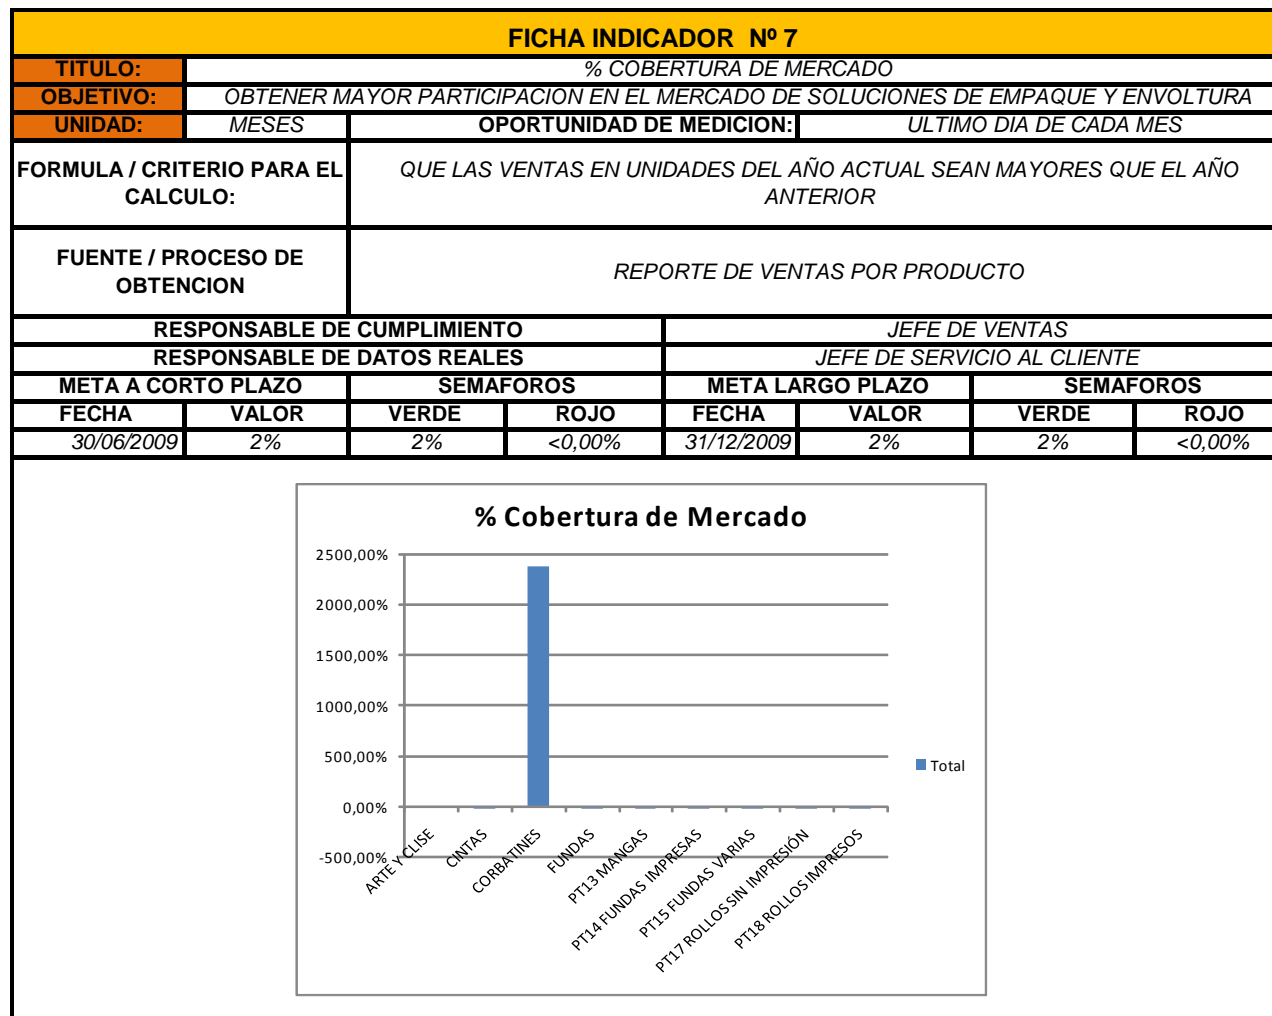 FICHA INDICADOR Nº 7
TITULO: % COBERTURA DE MERCADO
OBJETIVO: OBTENER MAYOR PARTICIPACION EN EL MERCADO DE SOLUCIONES DE EMPAQUE Y ENVOLTURA
UNIDAD: MESES OPORTUNIDAD DE MEDICION: ULTIMO DIA DE CADA MES
FORMULA / CRITERIO PARA EL
CALCULO:
QUE LAS VENTAS EN UNIDADES DEL AÑO ACTUAL SEAN MAYORES QUE EL AÑO
ANTERIOR
FUENTE / PROCESO DE
OBTENCION
REPORTE DE VENTAS POR PRODUCTO
RESPONSABLE DE CUMPLIMIENTO JEFE DE VENTAS
RESPONSABLE DE DATOS REALES JEFE DE SERVICIO AL CLIENTE
META A CORTO PLAZO SEMAFOROS META LARGO PLAZO SEMAFOROS
FECHA VALOR VERDE ROJO FECHA VALOR VERDE ROJO
30/06/2009 2% 2% <0,00% 31/12/2009 2% 2% <0,00%
% Cobertura de Mercado
2500,00%
2000,00%
1500,00%
1000,00%
500,00%
0,00%
-500,00%
ARTE Y CLISE
CINTAS
CORBATINES
FUNDAS
PT13 MANGAS
PT14 FUNDAS IMPRESAS
PT15 FUNDAS VARIAS
PT17 ROLLOS SIN IMPRESIÓN
PT18 ROLLOS IMPRESOS
Total